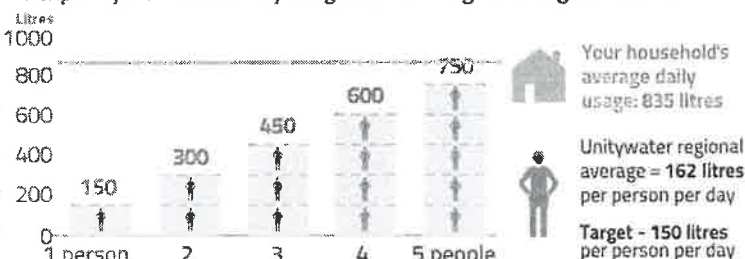 Litres
1000
800
600
400
200
0
150
300
450
600
750
1 person
2
3
4
5 people
Your household's
average daily
usage: 835 litres
Unitywater regional
average = 162 litres
per person per day
Target - 150 litres
per person per day